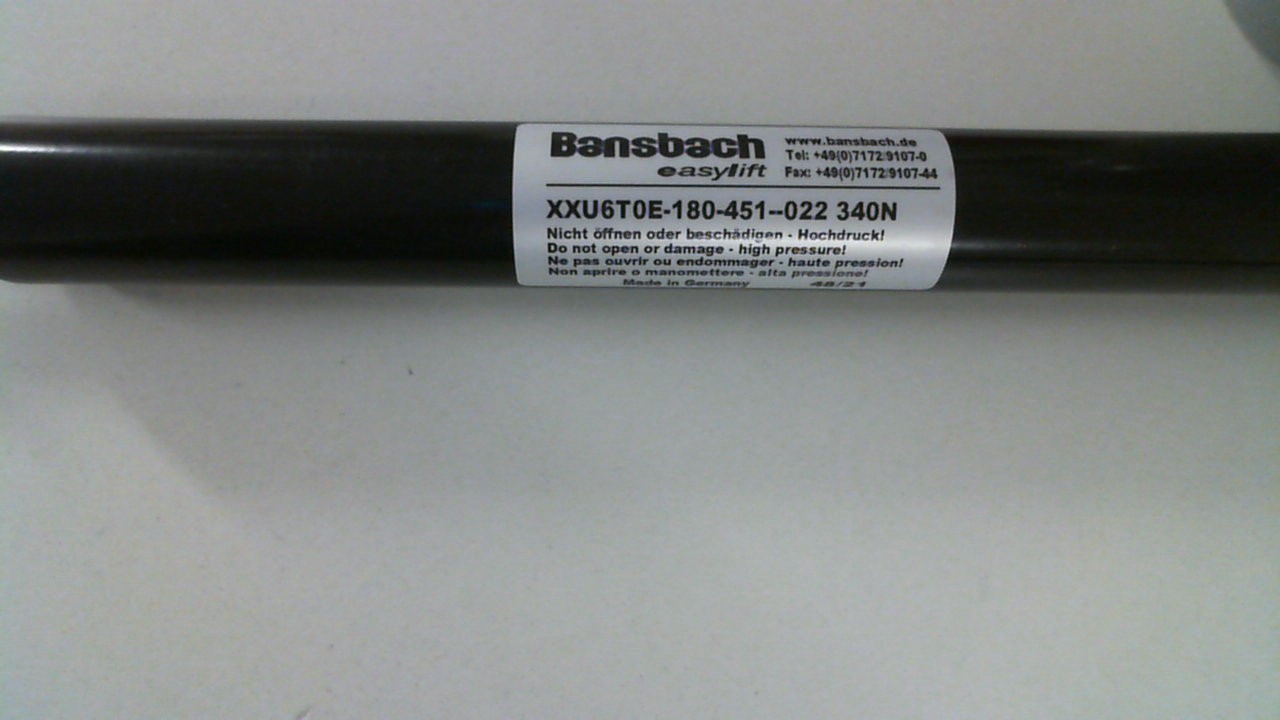 Bansbach
easylift
www.bansbach.de
Tel: +49(0)7172/9107-0
Fax: +49(0)7172/9107-44
XXU6T0E-180-451--022 340N
Nicht öffnen oder beschädigen - Hochdruck!
Do not open or damage - high pressure!
Ne pas ouvrir ou endommager - haute pression!
Non aprire o manomettere - alta pressione!
Made in Germany 48/21